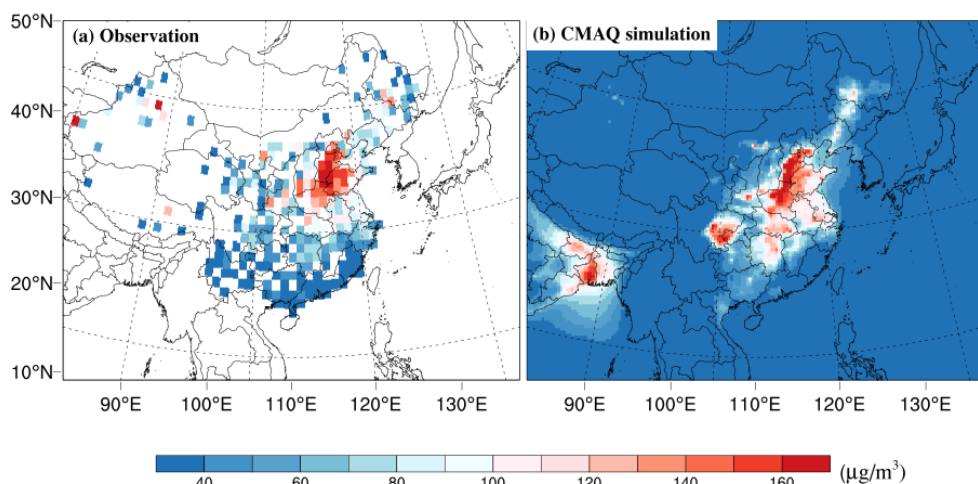 50°N
(a) Observation
(b) CMAQ simulation
40°N
30°N
20°N
10°N
90°E 100°E 110°E 120°E 130°E
90°E 100°E 110°E 120°E 130°E
40 60 80 100 120 140 160 (μg/m³)